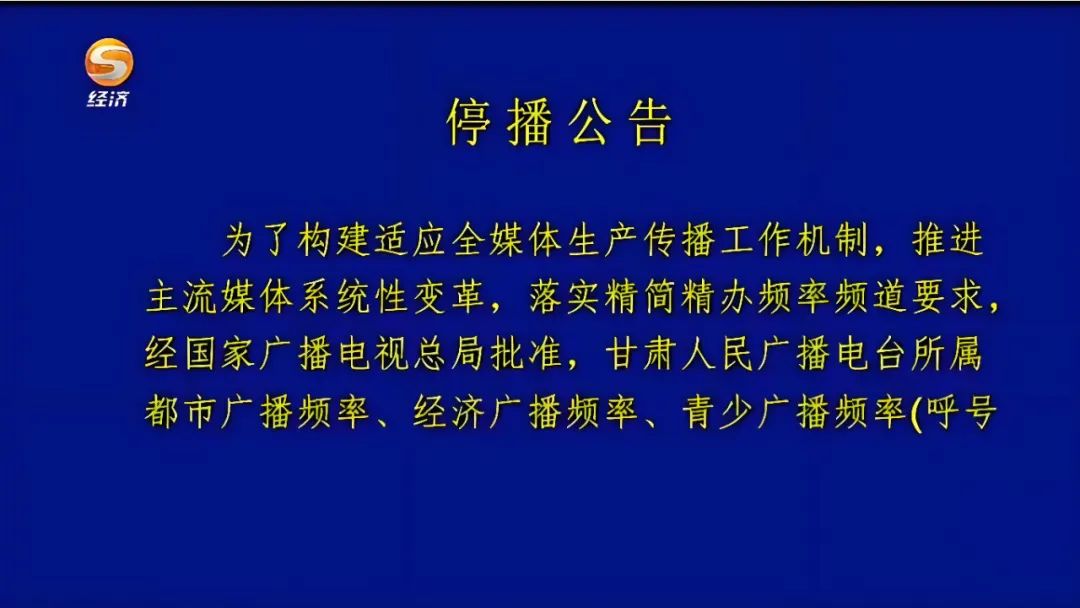 经济
停播公告
为了构建适应全媒体生产传播工作机制，推进
主流媒体系统性变革，落实精简精办频率频道要求，
经国家广播电视总局批准，甘肃人民广播电台所属
都市广播频率、经济广播频率、青少广播频率(呼号